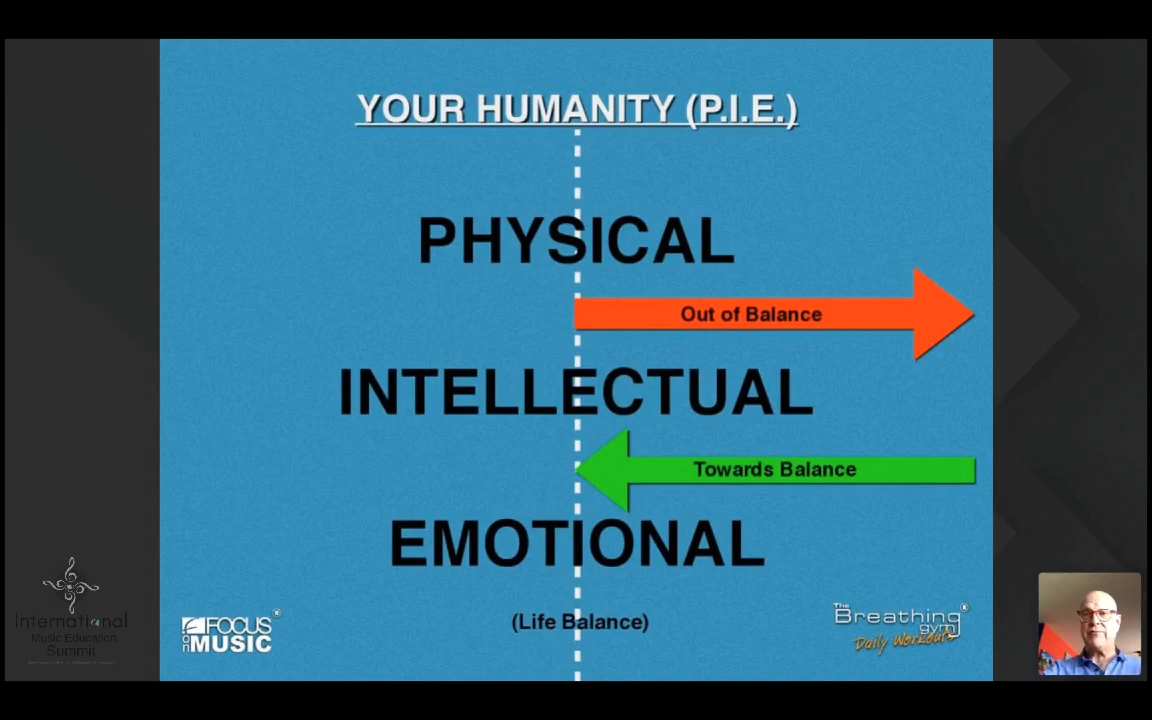 YOUR HUMANITY (P.I.E.)
PHYSICAL
Out of Balance
INTELLECTUAL
Towards Balance
EMOTIONAL
(Life Balance)
FOCUS
on MUSIC
The
Breathing
gym
Daily Workouts
International
Music Education
Summit